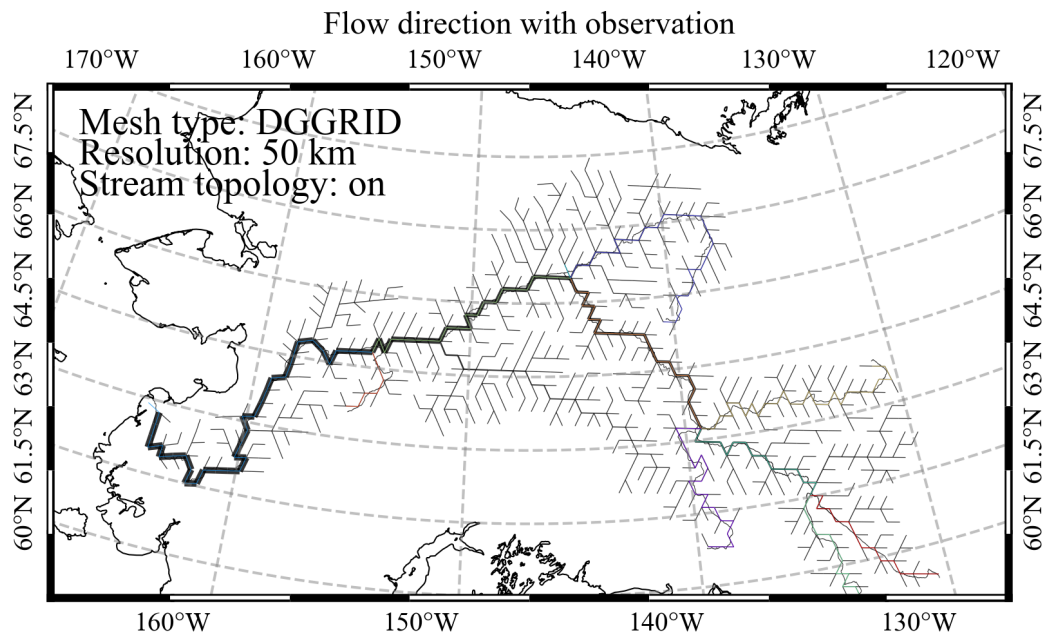 Flow direction with observation
170°W 160°W 150°W 140°W 130°W 120°W
Mesh type: DGGRID
Resolution: 50 km
Stream topology: on
67.5°N
66°N
64.5°N
63°N
61.5°N
60°N
67.5°N
66°N
64.5°N
63°N
61.5°N
60°N
160°W 150°W 140°W 130°W